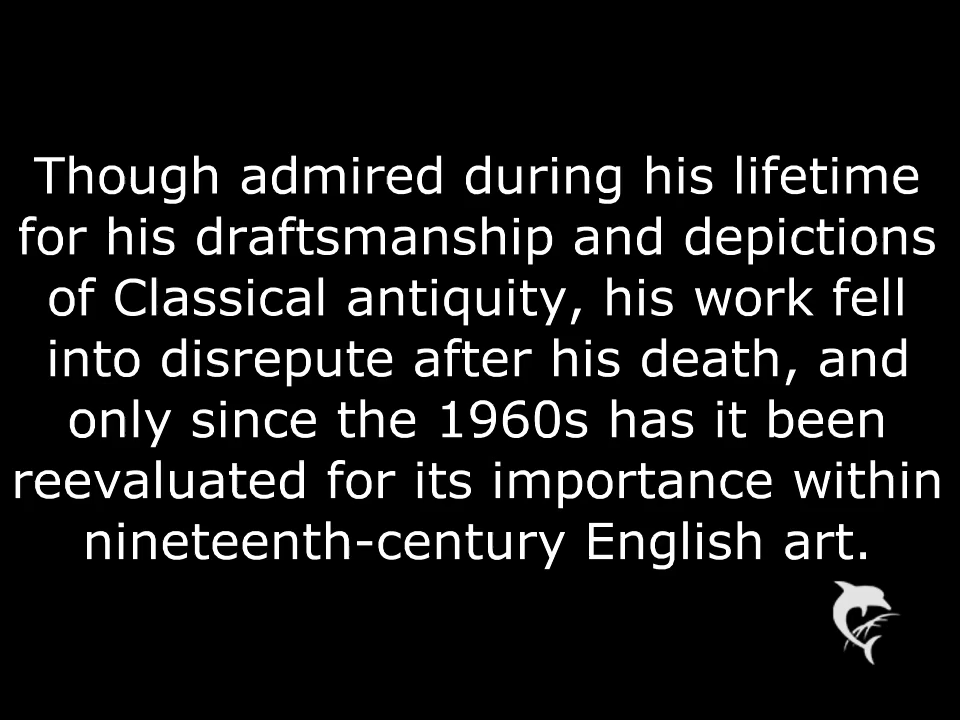 Though admired during his lifetime
for his draftsmanship and depictions
of Classical antiquity, his work fell
into disrepute after his death, and
only since the 1960s has it been
reevaluated for its importance within
nineteenth-century English art.